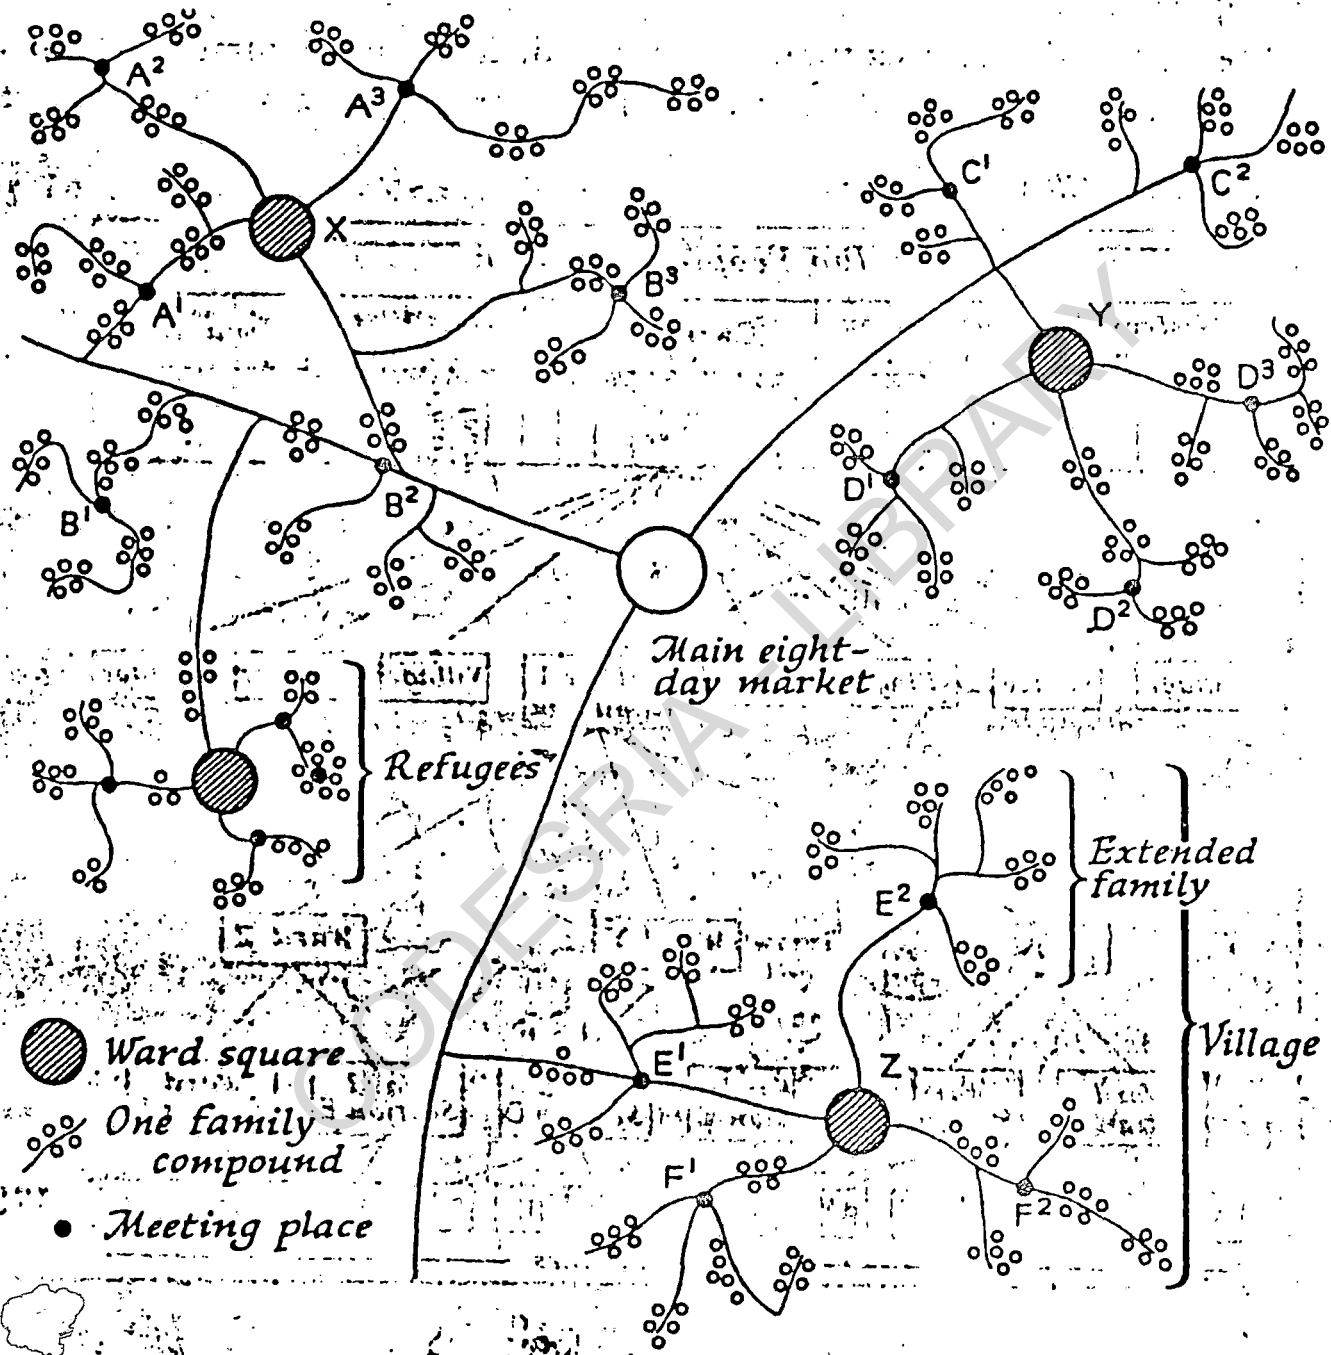 A²
A³
C¹
C²
X
B³
A¹
Y
D³
B¹
B²
D¹
D²
Main eight-
day market
Refugees
Extended
family
E²
Village
Ward square
E¹
Z
One family
compound
F¹
F²
Meeting place
CODESRIA - LIBRARY